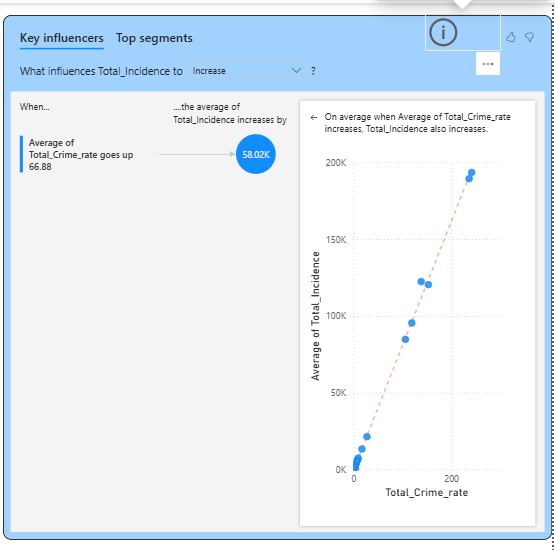 Key influencers Top segments
What influences Total_Incidence to Increase ?
When...
....the average of
Total_Incidence increases by
Average of
Total_Crime_rate goes up
66.88
58.02K
← On average when Average of Total_Crime_rate
increases, Total_Incidence also increases.
200K
150K
100K
50K
0K
Average of Total_Incidence
0 200
Total_Crime_rate